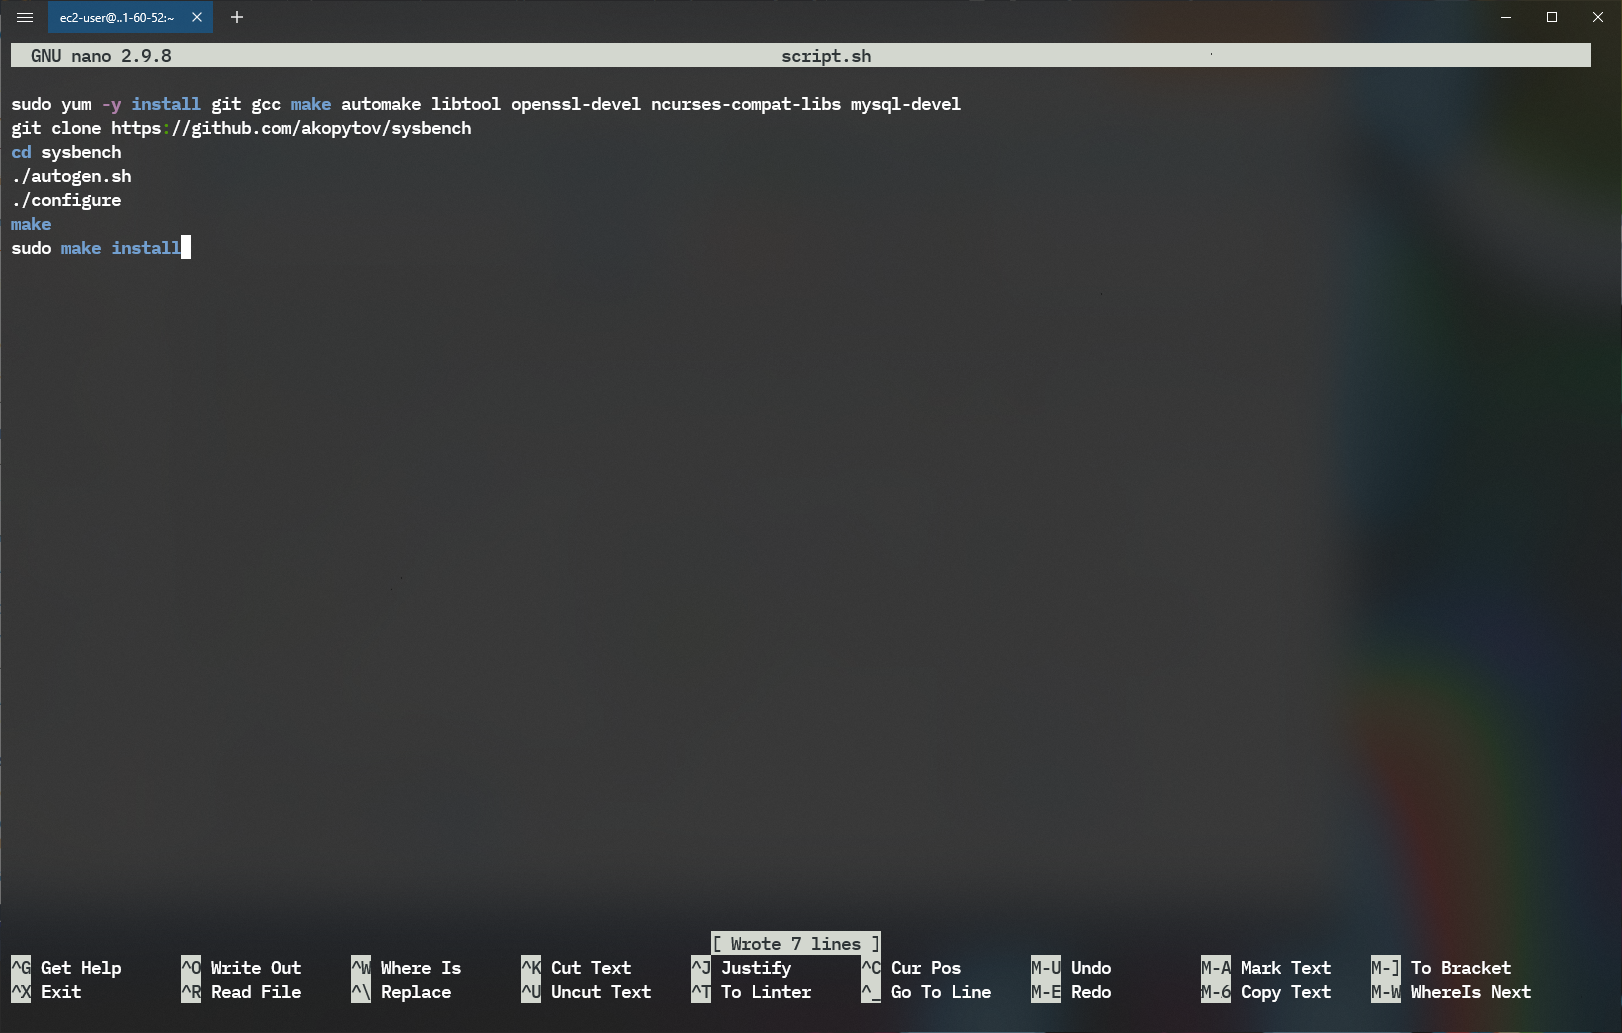 ec2-user@..1-60-52:~
GNU nano 2.9.8 script.sh
sudo yum -y install git gcc make automake libtool openssl-devel ncurses-compat-libs mysql-devel
git clone https://github.com/akopytov/sysbench
cd sysbench
./autogen.sh
./configure
make
sudo make install
[ Wrote 7 lines ]
^G Get Help ^O Write Out ^W Where Is ^K Cut Text ^J Justify ^C Cur Pos M-U Undo M-A Mark Text M-] To Bracket
^X Exit ^R Read File ^\ Replace ^U Uncut Text ^T To Linter ^_ Go To Line M-E Redo M-6 Copy Text M-W WhereIs Next